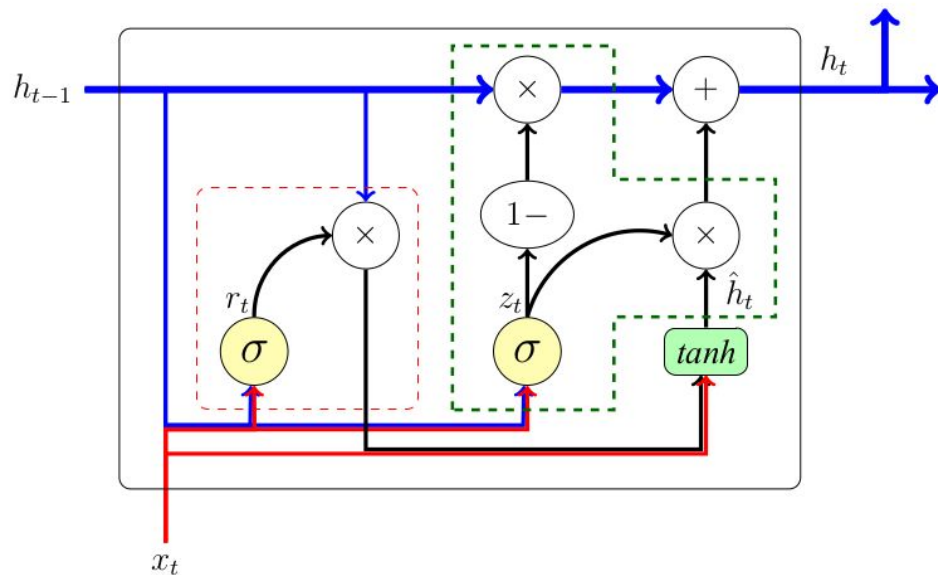 h_{t-1}
×
+
h_t
1−
×
×
r_t
z_t
ĥ_t
σ
σ
tanh
x_t